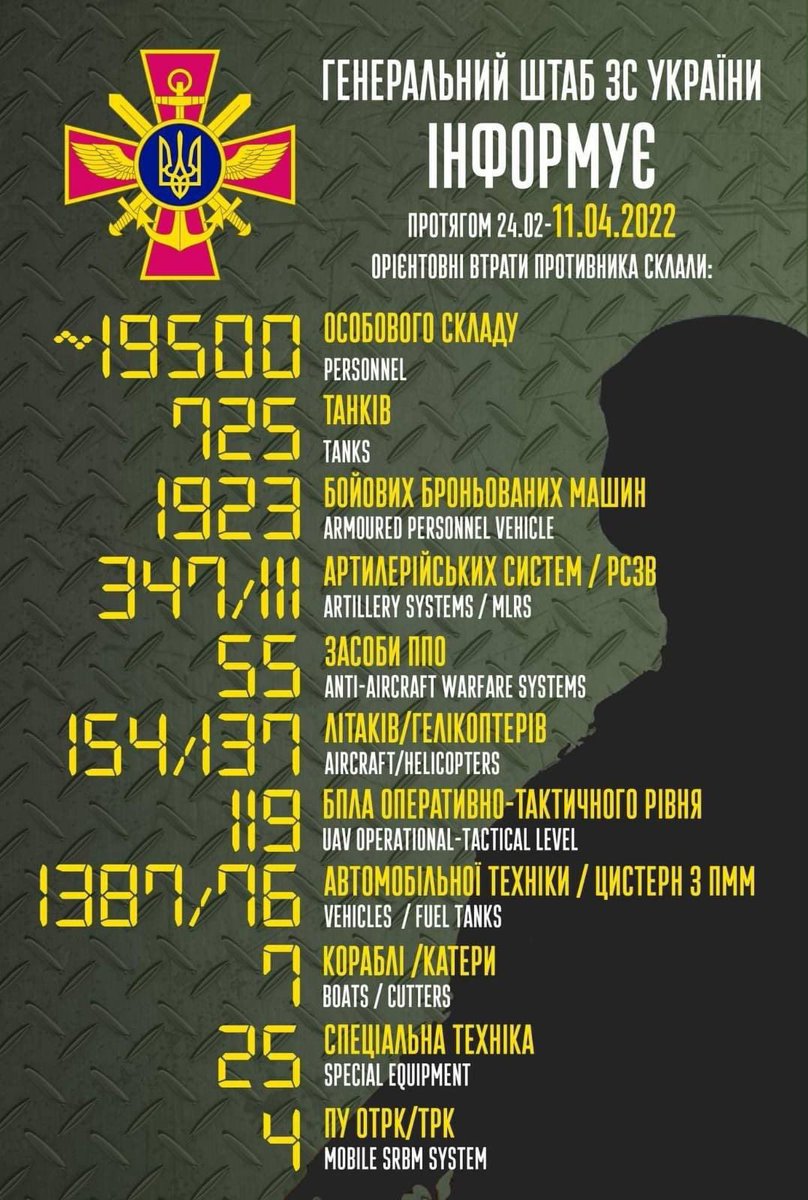 ГЕНЕРАЛЬНИЙ ШТАБ ЗС УКРАЇНИ
ІНФОРМУЄ
ПРОТЯГОМ 24.02-11.04.2022
ОРІЄНТОВНІ ВТРАТИ ПРОТИВНИКА СКЛАЛИ:
~19500 ОСОБОВОГО СКЛАДУ
PERSONNEL
725 ТАНКІВ
TANKS
1923 БОЙОВИХ БРОНЬОВАНИХ МАШИН
ARMOURED PERSONNEL VEHICLE
347/111 АРТИЛЕРІЙСЬКИХ СИСТЕМ / РСЗВ
ARTILLERY SYSTEMS / MLRS
55 ЗАСОБИ ППО
ANTI-AIRCRAFT WARFARE SYSTEMS
154/137 ЛІТАКІВ/ГЕЛІКОПТЕРІВ
AIRCRAFT/HELICOPTERS
119 БПЛА ОПЕРАТИВНО-ТАКТИЧНОГО РІВНЯ
UAV OPERATIONAL-TACTICAL LEVEL
1387/76 АВТОМОБІЛЬНОЇ ТЕХНІКИ / ЦИСТЕРН З ПММ
VEHICLES / FUEL TANKS
7 КОРАБЛІ /КАТЕРИ
BOATS / CUTTERS
25 СПЕЦІАЛЬНА ТЕХНІКА
SPECIAL EQUIPMENT
4 ПУ ОТРК/ТРК
MOBILE SRBM SYSTEM